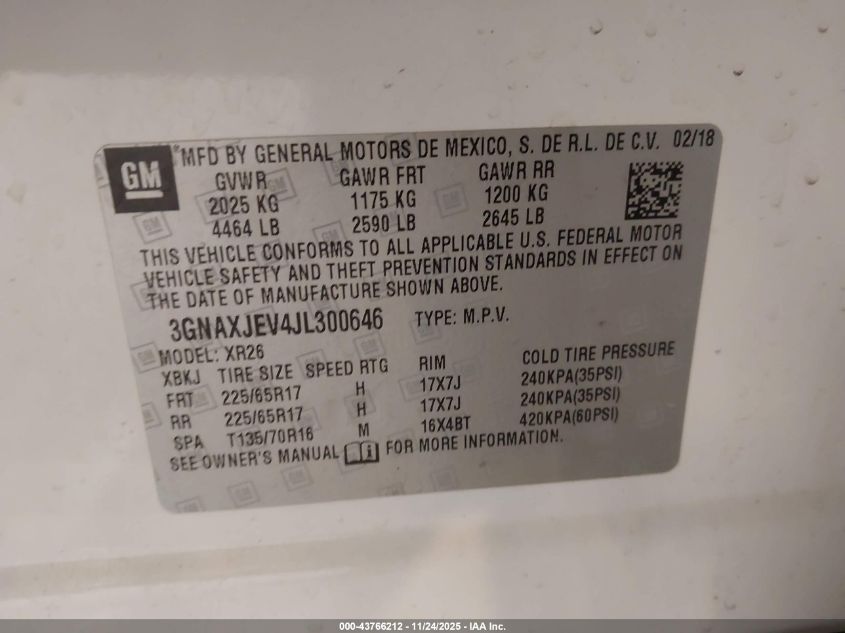 GM
MFD BY GENERAL MOTORS DE MEXICO, S. DE R.L. DE C.V. 02/18
GVWR GAWR FRT GAWR RR
2025 KG 1175 KG 1200 KG
4464 LB 2590 LB 2645 LB
THIS VEHICLE CONFORMS TO ALL APPLICABLE U.S. FEDERAL MOTOR
VEHICLE SAFETY AND THEFT PREVENTION STANDARDS IN EFFECT ON
THE DATE OF MANUFACTURE SHOWN ABOVE.
3GNAXJEV4JL300646 TYPE: M.P.V.
MODEL: XR26
XBKJ TIRE SIZE SPEED RTG RIM COLD TIRE PRESSURE
FRT 225/65R17 H 17X7J 240KPA(35PSI)
RR 225/65R17 H 17X7J 240KPA(35PSI)
SPA T135/70R16 M 16X4BT 420KPA(60PSI)
SEE OWNER'S MANUAL FOR MORE INFORMATION.
000-43766212 - 11/24/2025 - IAA Inc.